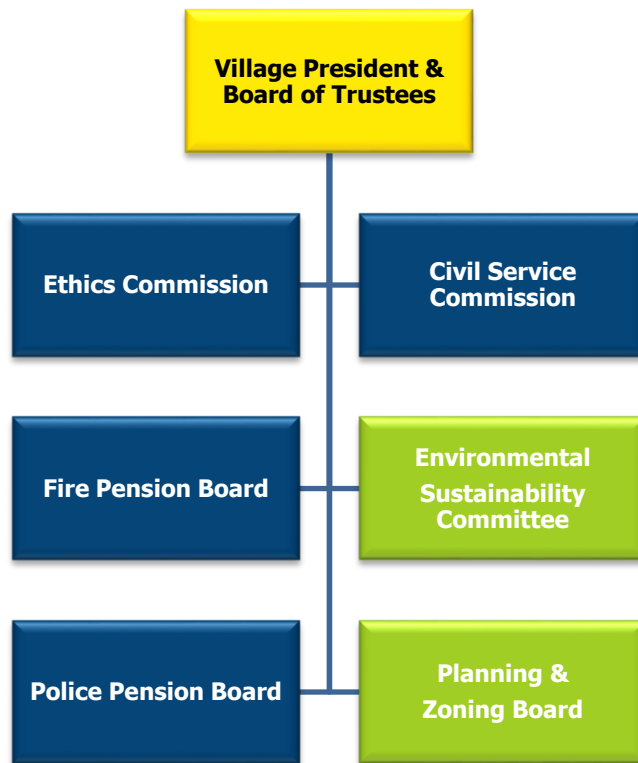 Village President &
Board of Trustees
Ethics Commission
Civil Service
Commission
Fire Pension Board
Environmental
Sustainability
Committee
Police Pension Board
Planning &
Zoning Board